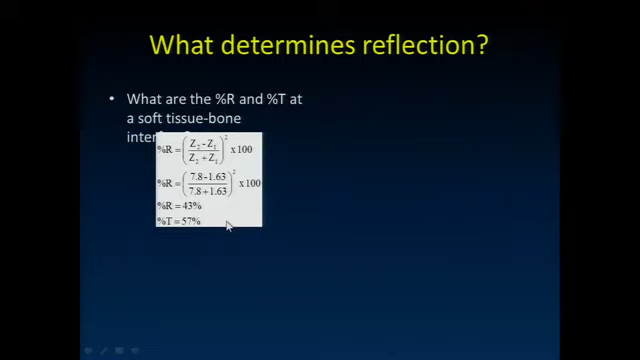 What determines reflection?
• What are the %R and %T at
a soft tissue-bone
%R = ((Z₂ - Z₁)/(Z₂ + Z₁))² x 100
%R = ((7.8 - 1.63)/(7.8 + 1.63))² x 100
%R = 43%
%T = 57%